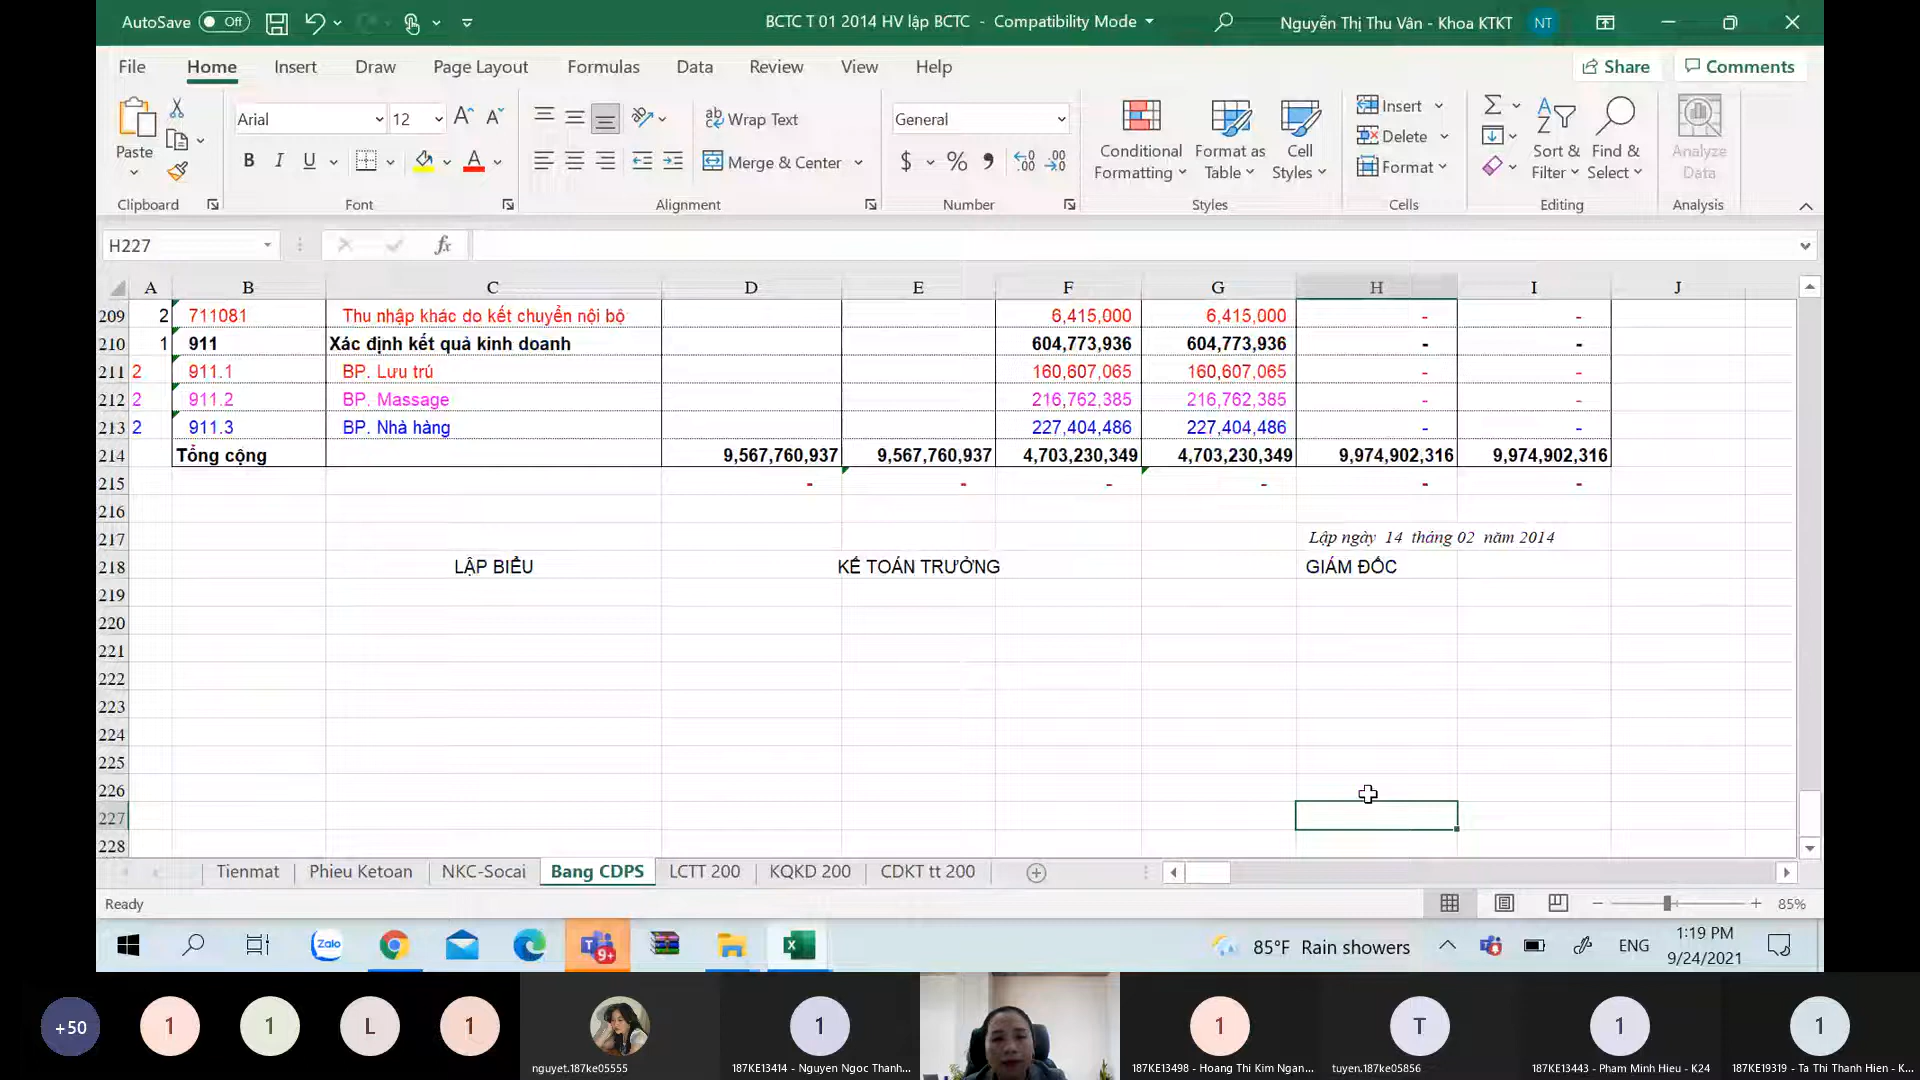 AutoSave Off BCTC T 01 2014 HV lập BCTC - Compatibility Mode Nguyễn Thị Thu Vân - Khoa KTKT NT
File Home Insert Draw Page Layout Formulas Data Review View Help Share Comments
Paste
Clipboard
Arial 12
B I U
Font
Wrap Text
Merge & Center
Alignment
General
$ % 9
Number
Conditional Formatting
Format as Table
Cell Styles
Styles
Insert
Delete
Format
Cells
Sort & Filter
Find & Select
Editing
Analyze Data
Analysis
H227 fx
A B C D E F G H I J
209 2 711081 Thu nhập khác do kết chuyển nội bộ 6,415,000 6,415,000 - -
210 1 911 Xác định kết quả kinh doanh 604,773,936 604,773,936 - -
211 2 911.1 BP. Lưu trú 160,607,065 160,607,065 - -
212 2 911.2 BP. Massage 216,762,385 216,762,385 - -
213 2 911.3 BP. Nhà hàng 227,404,486 227,404,486 - -
214 Tổng cộng 9,567,760,937 9,567,760,937 4,703,230,349 4,703,230,349 9,974,902,316 9,974,902,316
215 - - - - - -
216
217 Lập ngày 14 tháng 02 năm 2014
218 LẬP BIỂU KẾ TOÁN TRƯỞNG GIÁM ĐỐC
219
220
221
222
223
224
225
226
227
228
Tienmat Phieu Ketoan NKC-Socai Bang CDPS LCTT 200 KQKD 200 CDKT tt 200
Ready 85%
Zalo 9+ 85°F Rain showers ENG 1:19 PM
9/24/2021
+50 1 1 L 1 1 1 T 1 1
nguyet.187ke05555 187KE13414 - Nguyen Ngoc Thanh... 187KE13498 - Hoang Thi Kim Ngan... tuyen.187ke05856 187KE13443 - Pham Minh Hieu - K24 187KE19319 - Ta Thi Thanh Hien - K...